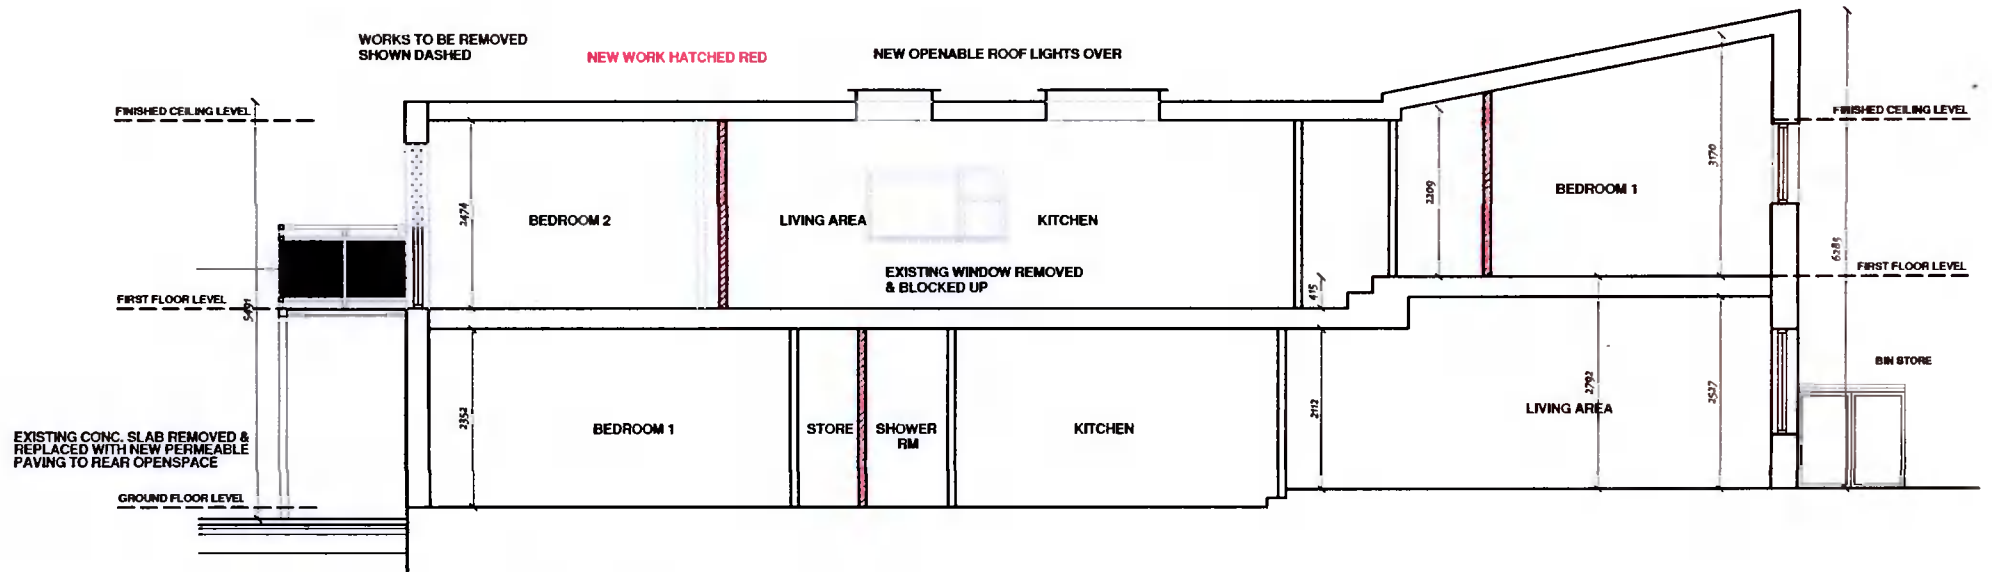 WORKS TO BE REMOVED
SHOWN DASHED
NEW WORK HATCHED RED
NEW OPENABLE ROOF LIGHTS OVER
FINISHED CEILING LEVEL
FINISHED CEILING LEVEL
2474
BEDROOM 2
LIVING AREA
KITCHEN
2209
BEDROOM 1
3170
6285
EXISTING WINDOW REMOVED
& BLOCKED UP
FIRST FLOOR LEVEL
FIRST FLOOR LEVEL
415
5491
BIN STORE
2352
BEDROOM 1
STORE
SHOWER
RM
KITCHEN
2112
LIVING AREA
2792
2527
EXISTING CONC. SLAB REMOVED &
REPLACED WITH NEW PERMEABLE
PAVING TO REAR OPENSPACE
GROUND FLOOR LEVEL